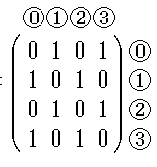 ⓪①②③
: 0 1 0 1 ⓪
1 0 1 0 ①
0 1 0 1 ②
1 0 1 0 ③